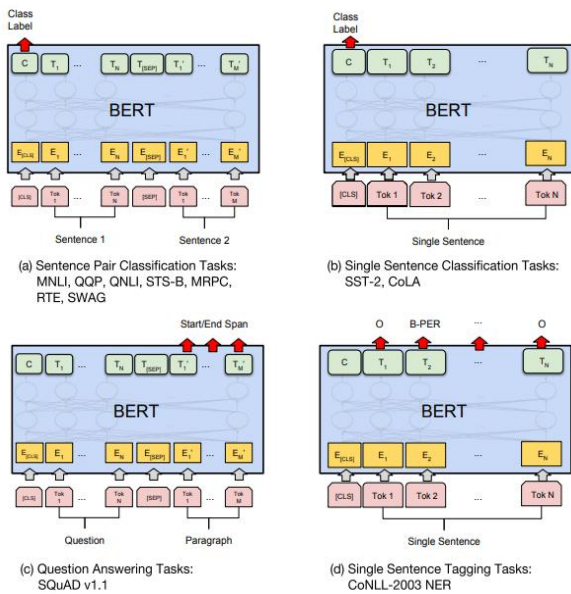 Class
Label
C T1 ... TN T[SEP] T1' ... TM'
BERT
E[CLS] E1 ... EN E[SEP] E1' ... EM'
[CLS] Tok 1 ... Tok N [SEP] Tok 1 ... Tok M
Sentence 1 Sentence 2
(a) Sentence Pair Classification Tasks:
MNLI, QQP, QNLI, STS-B, MRPC,
RTE, SWAG
Class
Label
C T1 T2 ... TN
BERT
E[CLS] E1 E2 ... EN
[CLS] Tok 1 Tok 2 ... Tok N
Single Sentence
(b) Single Sentence Classification Tasks:
SST-2, CoLA
Start/End Span
C T1 ... TN T[SEP] T1' ... TM'
BERT
E[CLS] E1 ... EN E[SEP] E1' ... EM'
[CLS] Tok 1 ... Tok N [SEP] Tok 1 ... Tok M
Question Paragraph
(c) Question Answering Tasks:
SQuAD v1.1
O B-PER ... O
C T1 T2 ... TN
BERT
E[CLS] E1 E2 ... EN
[CLS] Tok 1 Tok 2 ... Tok N
Single Sentence
(d) Single Sentence Tagging Tasks:
CoNLL-2003 NER